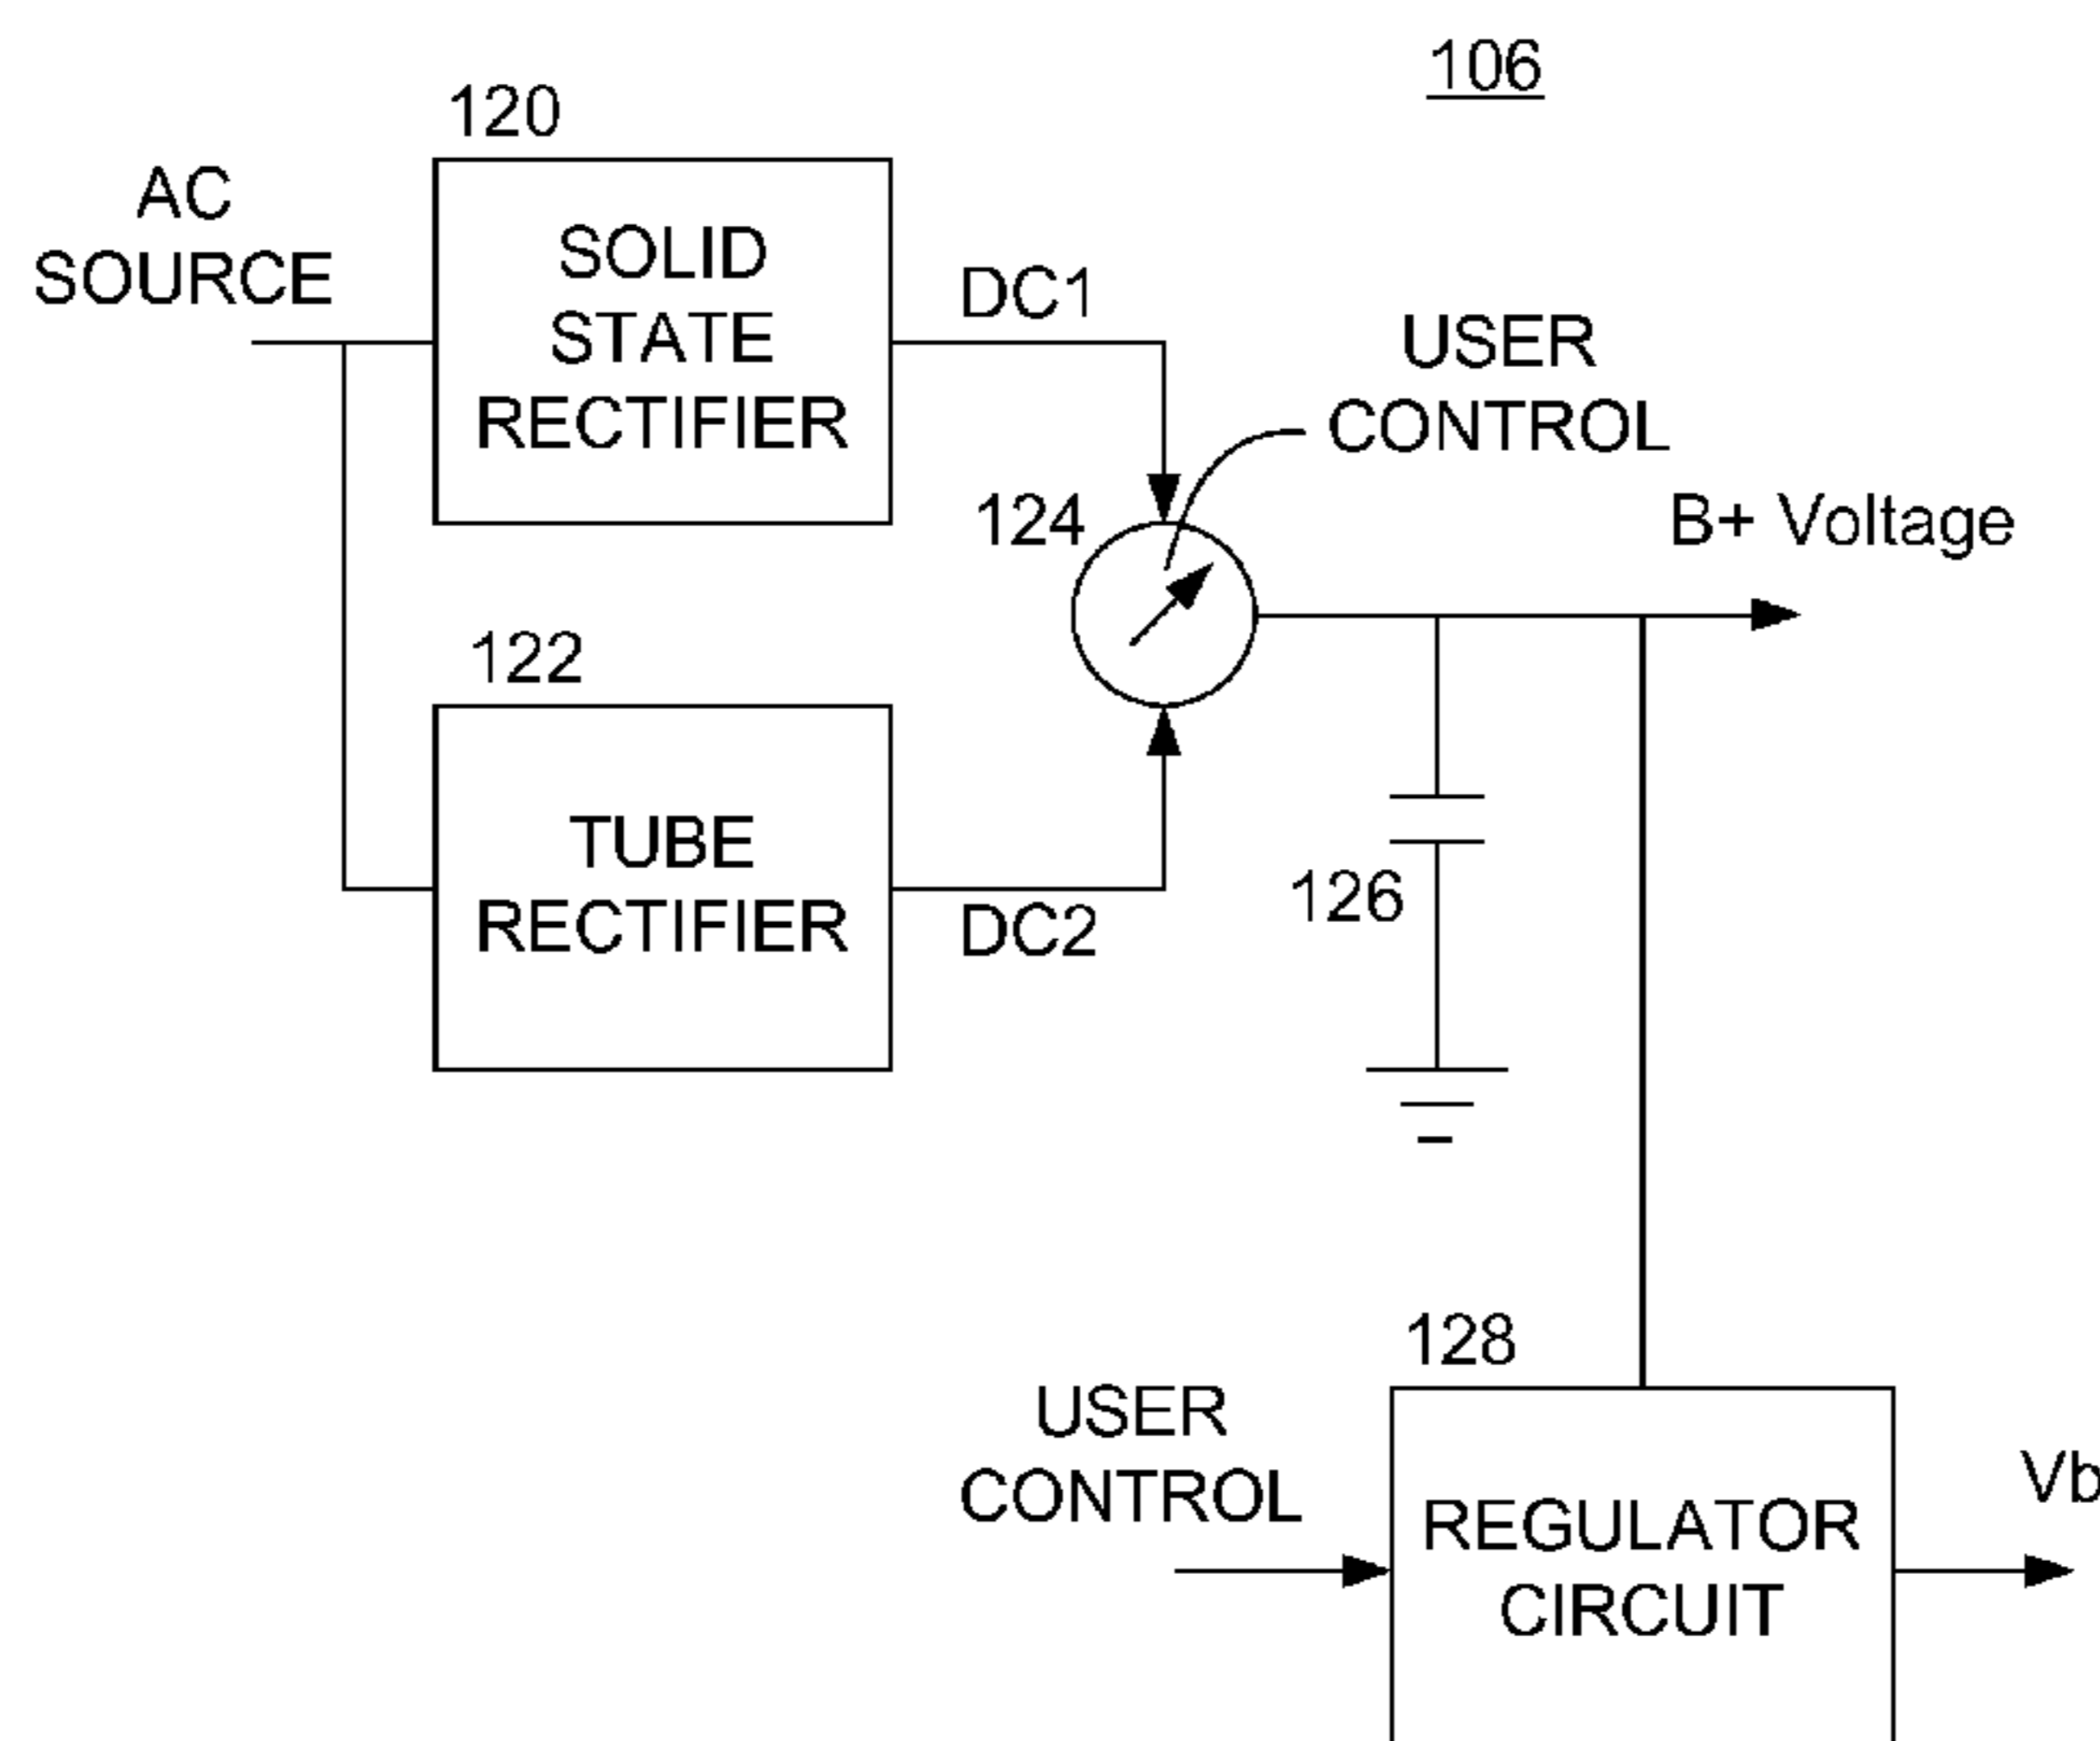 106
120
AC
SOURCE
SOLID
STATE
RECTIFIER
DC1
USER
CONTROL
124
B+ Voltage
122
TUBE
RECTIFIER
DC2
126
128
USER
CONTROL
REGULATOR
CIRCUIT
Vb